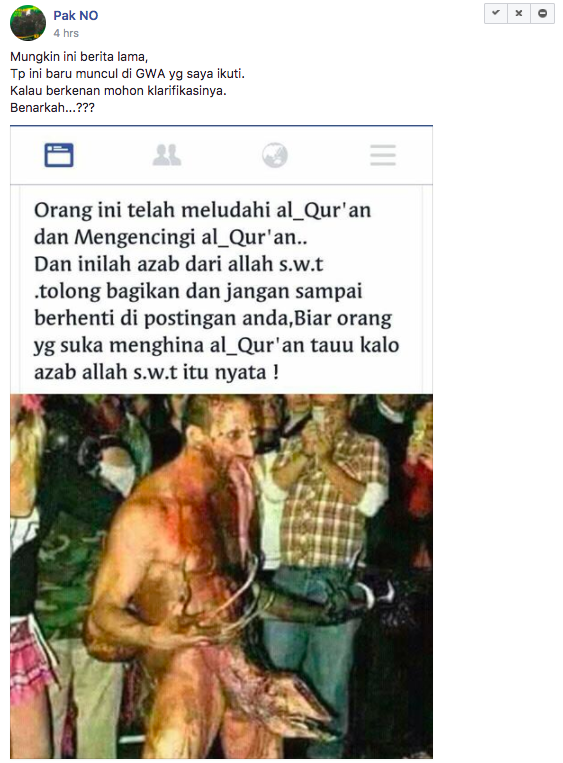 Pak NO
4 hrs
Mungkin ini berita lama,
Tp ini baru muncul di GWA yg saya ikuti.
Kalau berkenan mohon klarifikasinya.
Benarkah...???
Orang ini telah meludahi al_Qur'an
dan Mengencingi al_Qur'an..
Dan inilah azab dari allah s.w.t
.tolong bagikan dan jangan sampai
berhenti di postingan anda,Biar orang
yg suka menghina al_Qur'an tauu kalo
azab allah s.w.t itu nyata !